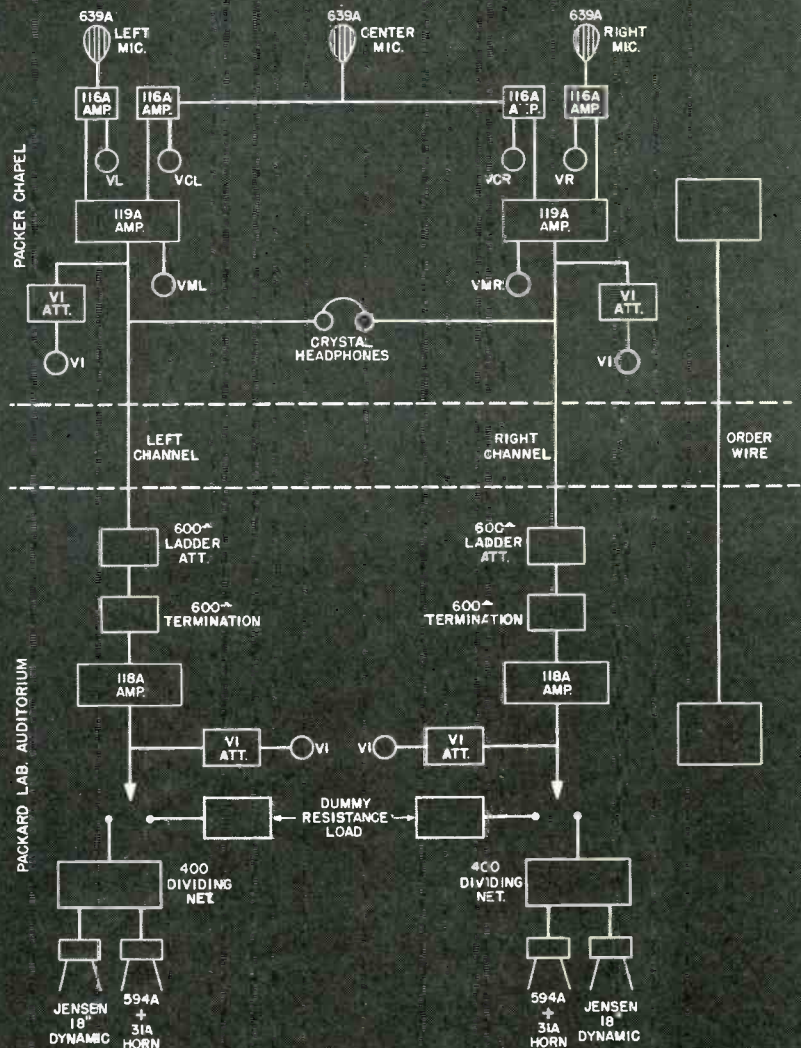 639A
LEFT
MIC.
639A
CENTER
MIC.
639A
RIGHT
MIC.
116A
AMP.
116A
AMP.
116A
AMP.
VL
VCL
VCR
VR
PACKER CHAPEL
119A
AMP.
119A
AMP.
VML
VMR
VI
ATT.
VI
ATT.
VI
VI
CRYSTAL
HEADPHONES
LEFT
CHANNEL
RIGHT
CHANNEL
ORDER
WIRE
600
LADDER
ATT.
600
LADDER
ATT.
600
TERMINATION
600
TERMINATION
118A
AMP.
118A
AMP.
PACKARD LAB. AUDITORIUM
VI
ATT.
VI
VI
VI
ATT.
DUMMY
RESISTANCE
LOAD
400
DIVIDING
NET.
400
DIVIDING
NET.
JENSEN
18"
DYNAMIC
594A
+
31A
HORN
594A
+
31A
HORN
JENSEN
18"
DYNAMIC